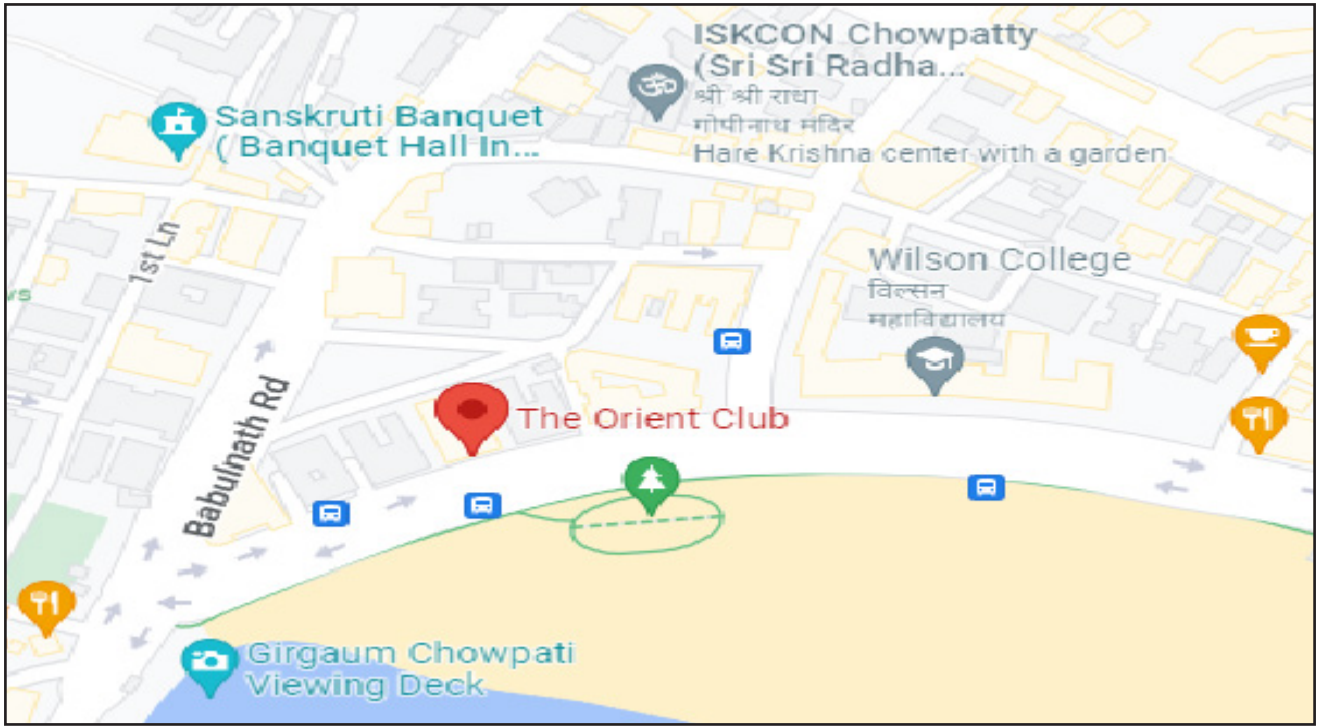 ISKCON Chowpatty
(Sri Sri Radha...
श्री श्री राधा
गोपीनाथ मंदिर
Hare Krishna center with a garden
Sanskruti Banquet
( Banquet Hall In...
1st Ln
Wilson College
विल्सन
महाविद्यालय
Babulnath Rd
The Orient Club
Girgaum Chowpati
Viewing Deck